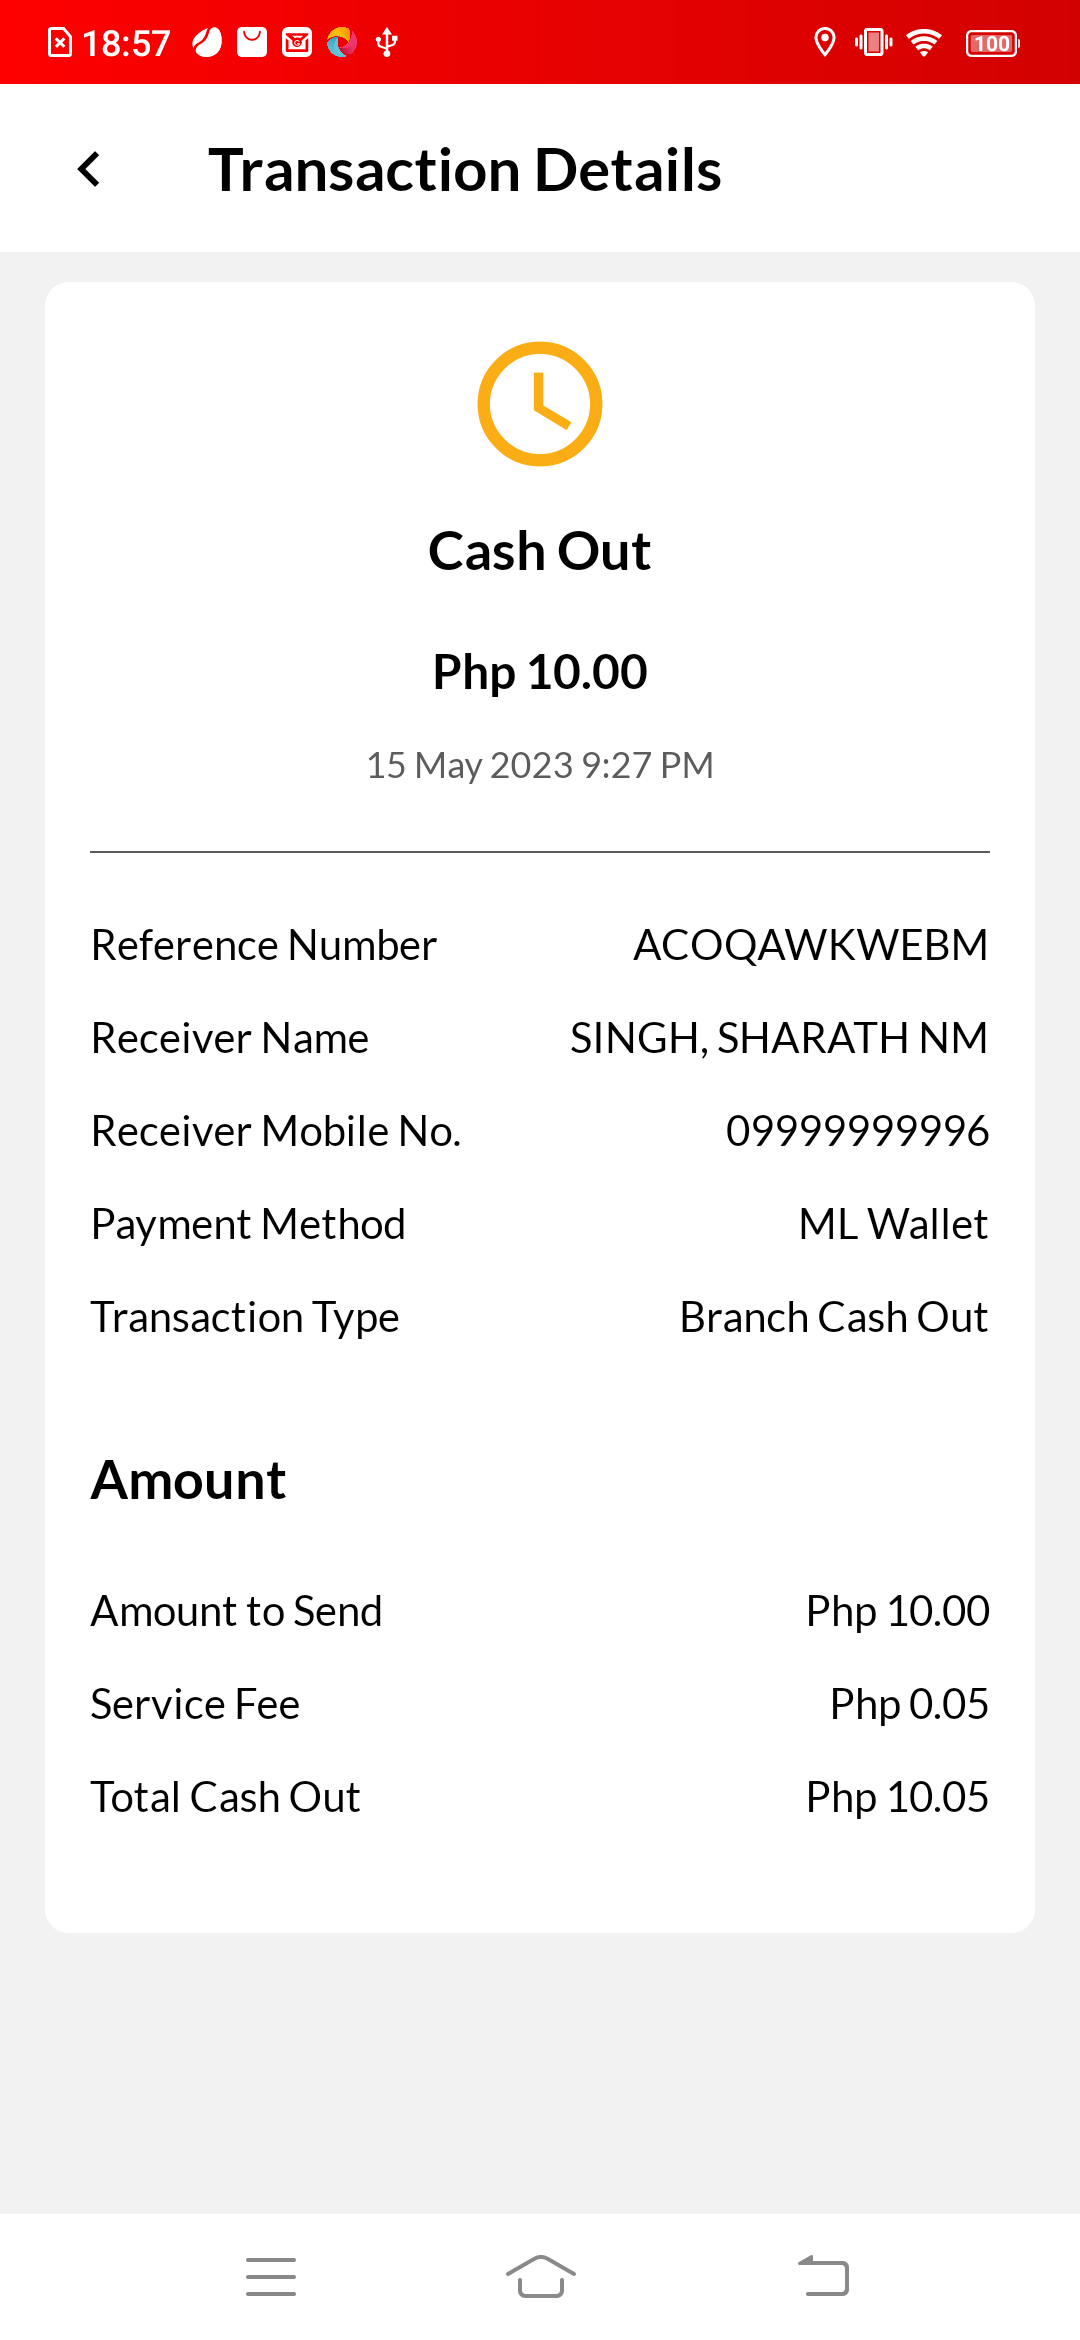 18:57
100
Transaction Details
Cash Out
Php 10.00
15 May 2023 9:27 PM
Reference Number ACOQAWKWEBM
Receiver Name SINGH, SHARATH NM
Receiver Mobile No. 09999999996
Payment Method ML Wallet
Transaction Type Branch Cash Out
Amount
Amount to Send Php 10.00
Service Fee Php 0.05
Total Cash Out Php 10.05